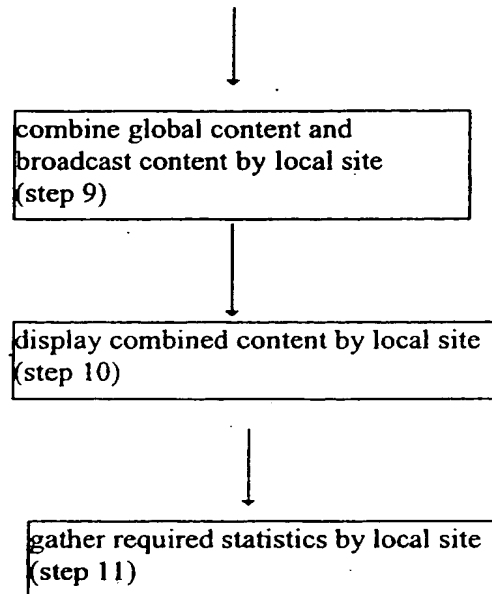 combine global content and
broadcast content by local site
(step 9)
display combined content by local site
(step 10)
gather required statistics by local site
(step 11)